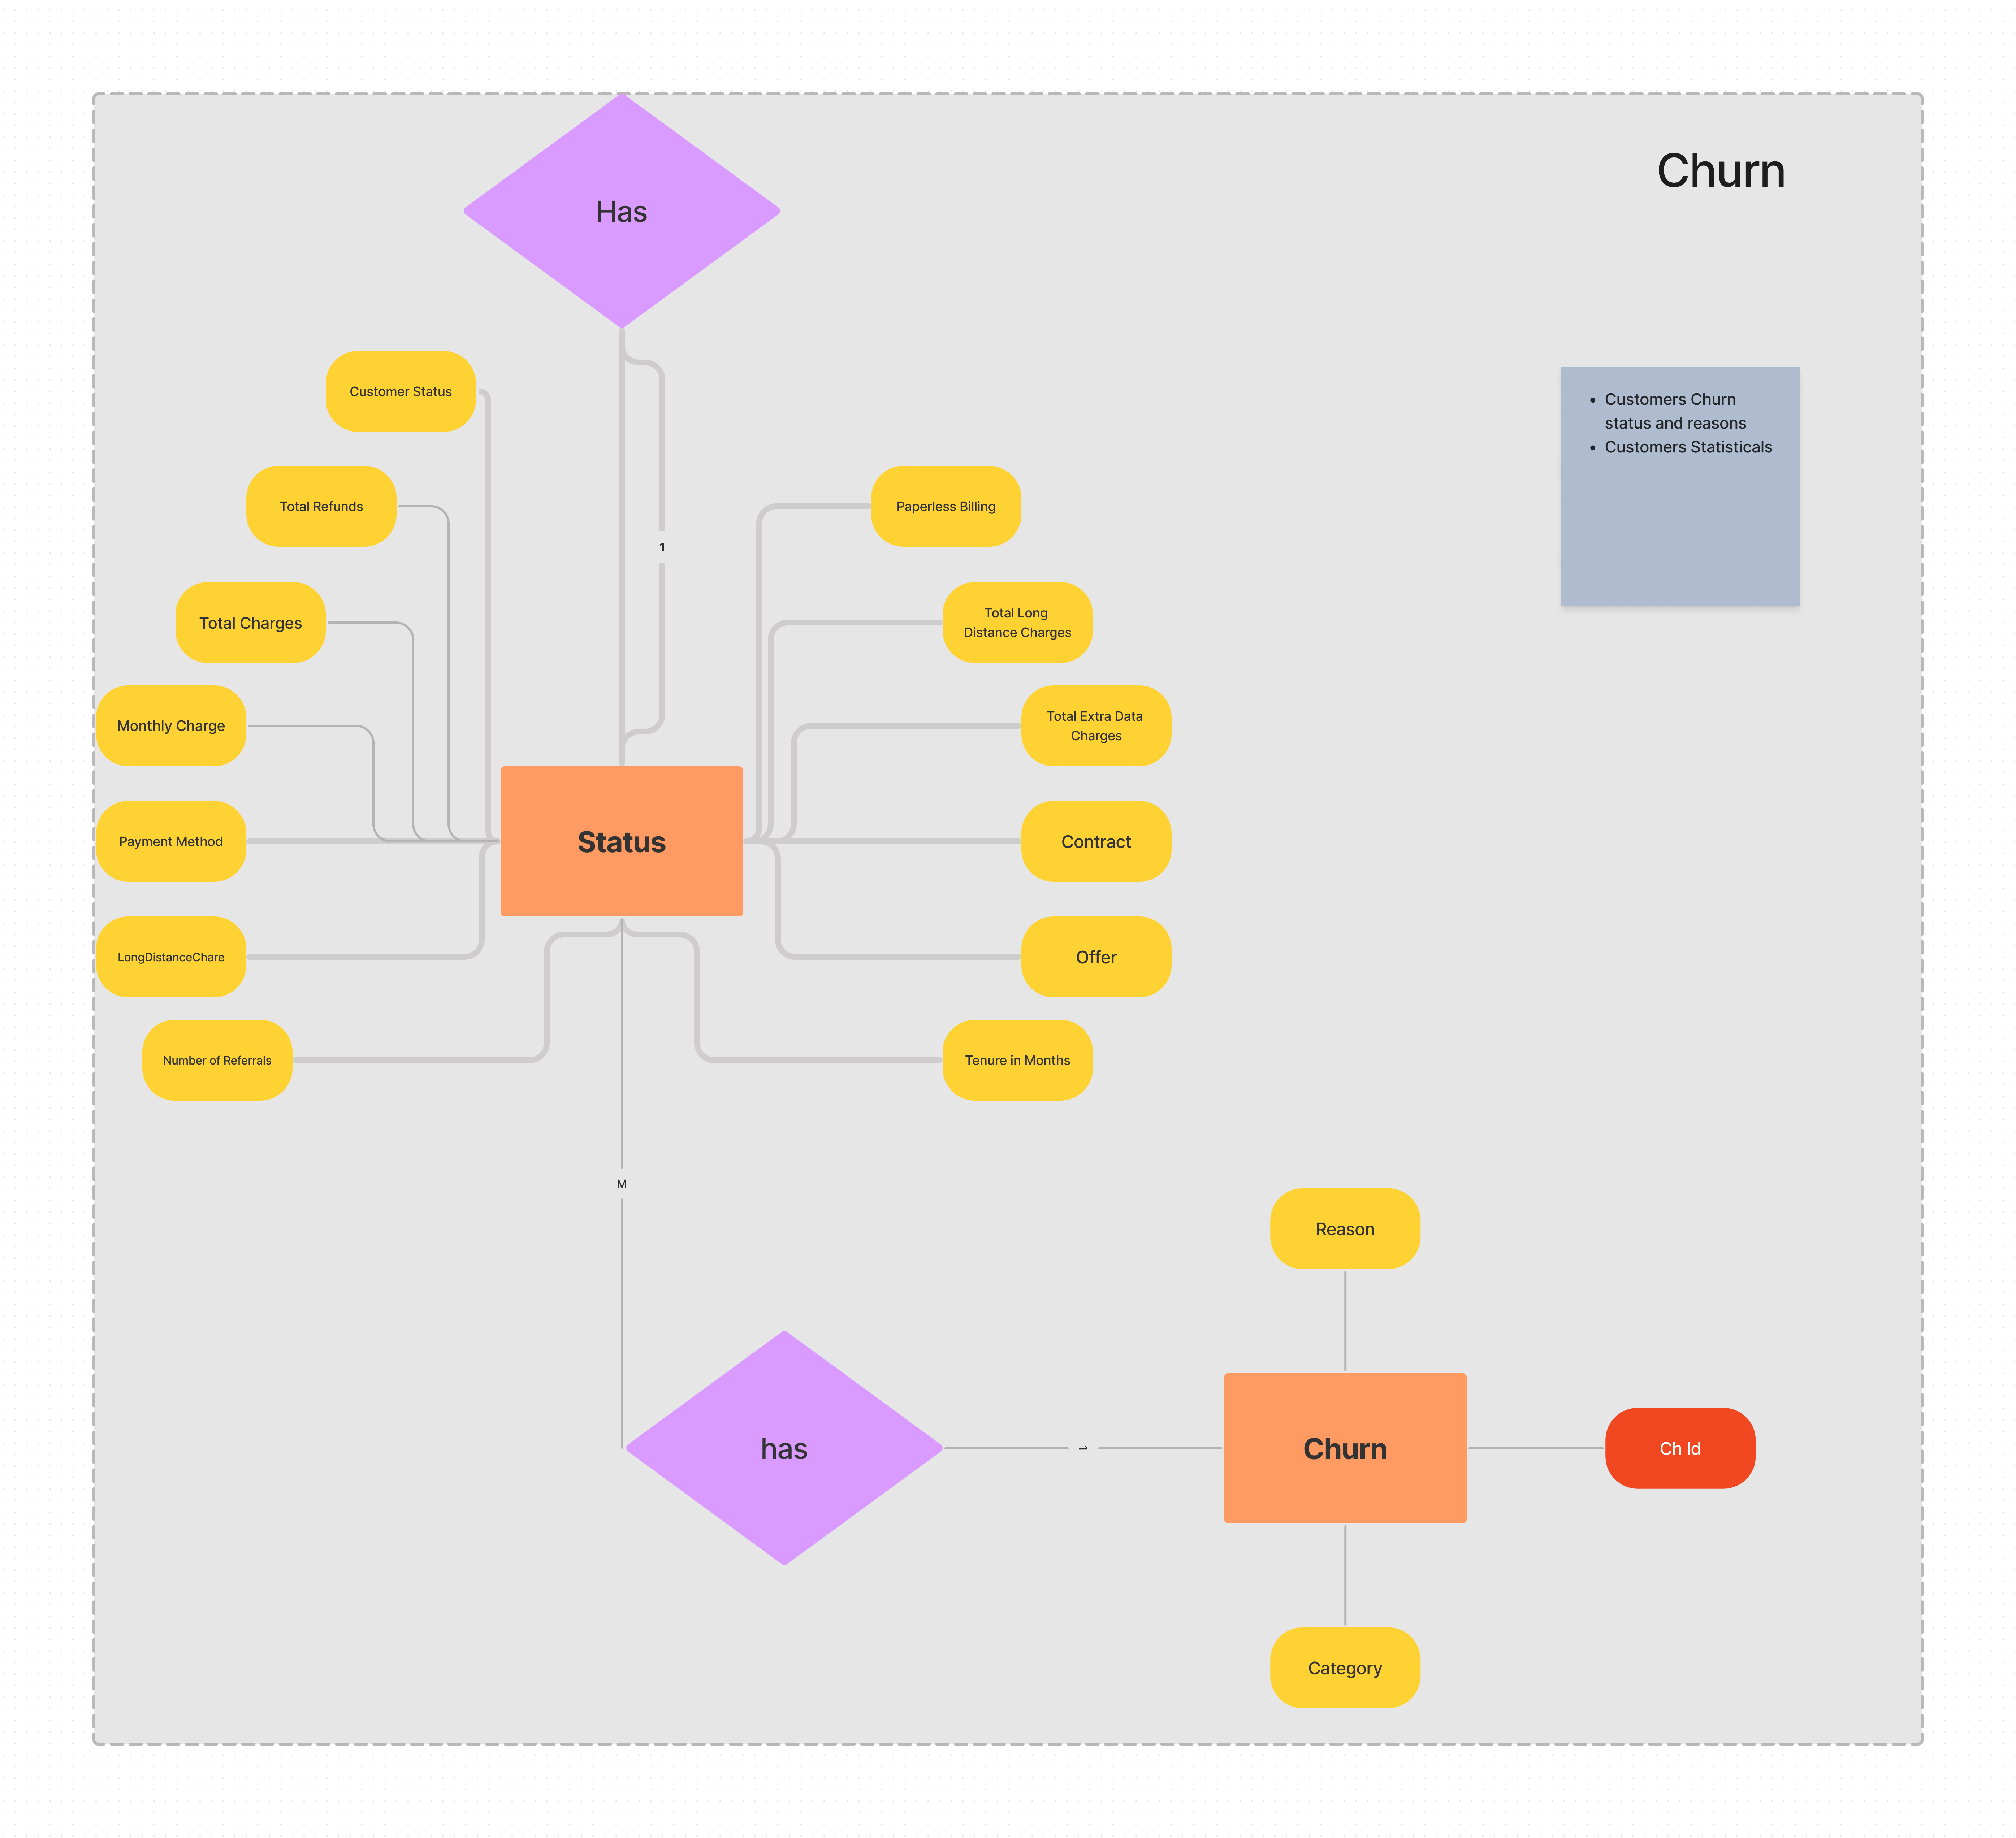 Has
Churn
Customer Status
• Customers Churn
status and reasons
• Customers Statisticals
Total Refunds
Paperless Billing
1
Total Charges
Total Long
Distance Charges
Monthly Charge
Total Extra Data
Charges
Payment Method
Status
Contract
LongDistanceChare
Offer
Number of Referrals
Tenure in Months
M
Reason
has
1
Churn
Ch Id
Category